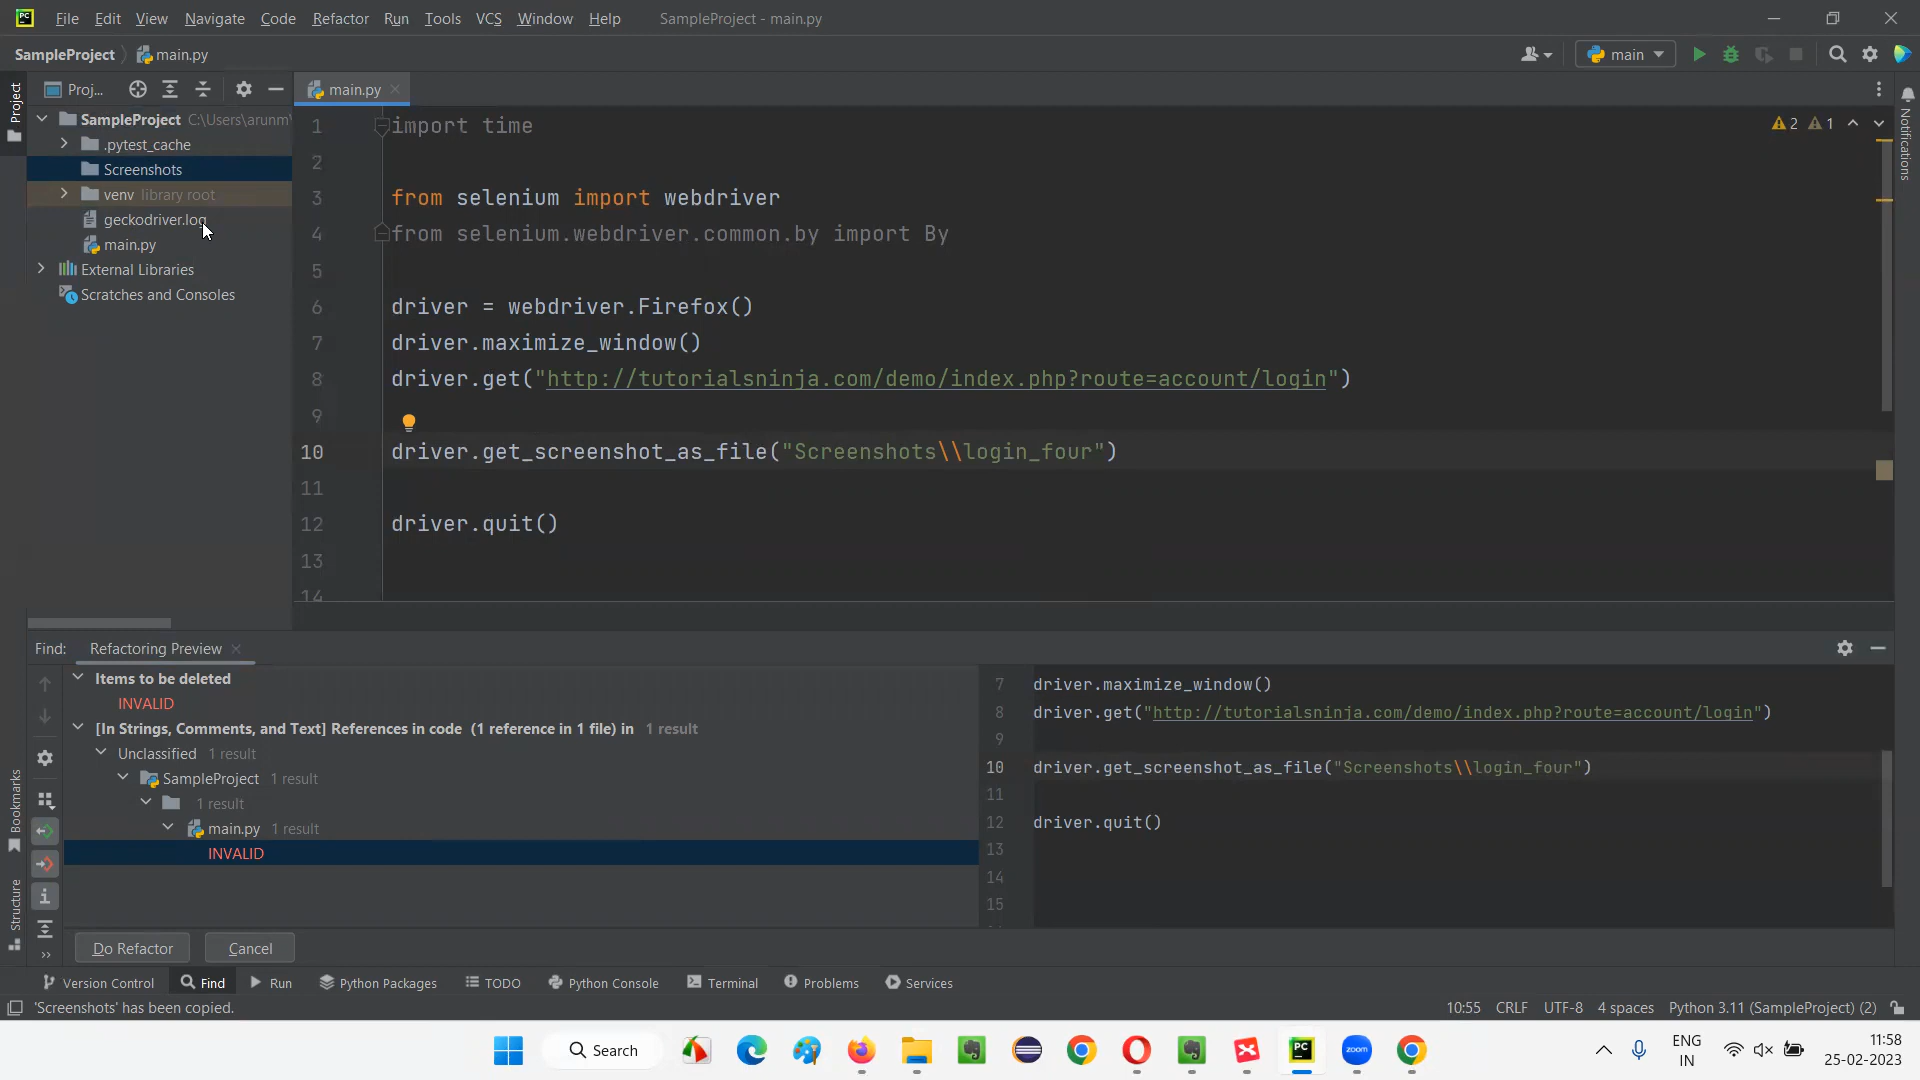 File Edit View Navigate Code Refactor Run Tools VCS Window Help SampleProject - main.py
SampleProject main.py
main
Project
Proj...
main.py
SampleProject C:\Users\arunm\
.pytest_cache
Screenshots
venv library root
geckodriver.log
main.py
External Libraries
Scratches and Consoles
1 import time
2
3 from selenium import webdriver
4 from selenium.webdriver.common.by import By
5
6 driver = webdriver.Firefox()
7 driver.maximize_window()
8 driver.get("http://tutorialsninja.com/demo/index.php?route=account/login")
9
10 driver.get_screenshot_as_file("Screenshots\\login_four")
11
12 driver.quit()
13
14
2 1
Notifications
Find: Refactoring Preview
Items to be deleted
INVALID
[In Strings, Comments, and Text] References in code (1 reference in 1 file) in 1 result
Unclassified 1 result
SampleProject 1 result
1 result
main.py 1 result
INVALID
7 driver.maximize_window()
8 driver.get("http://tutorialsninja.com/demo/index.php?route=account/login")
9
10 driver.get_screenshot_as_file("Screenshots\\login_four")
11
12 driver.quit()
13
14
15
Bookmarks
Structure
Do Refactor Cancel
Version Control Find Run Python Packages TODO Python Console Terminal Problems Services
'Screenshots' has been copied. 10:55 CRLF UTF-8 4 spaces Python 3.11 (SampleProject) (2)
Search
zoom
ENG
IN
11:58
25-02-2023